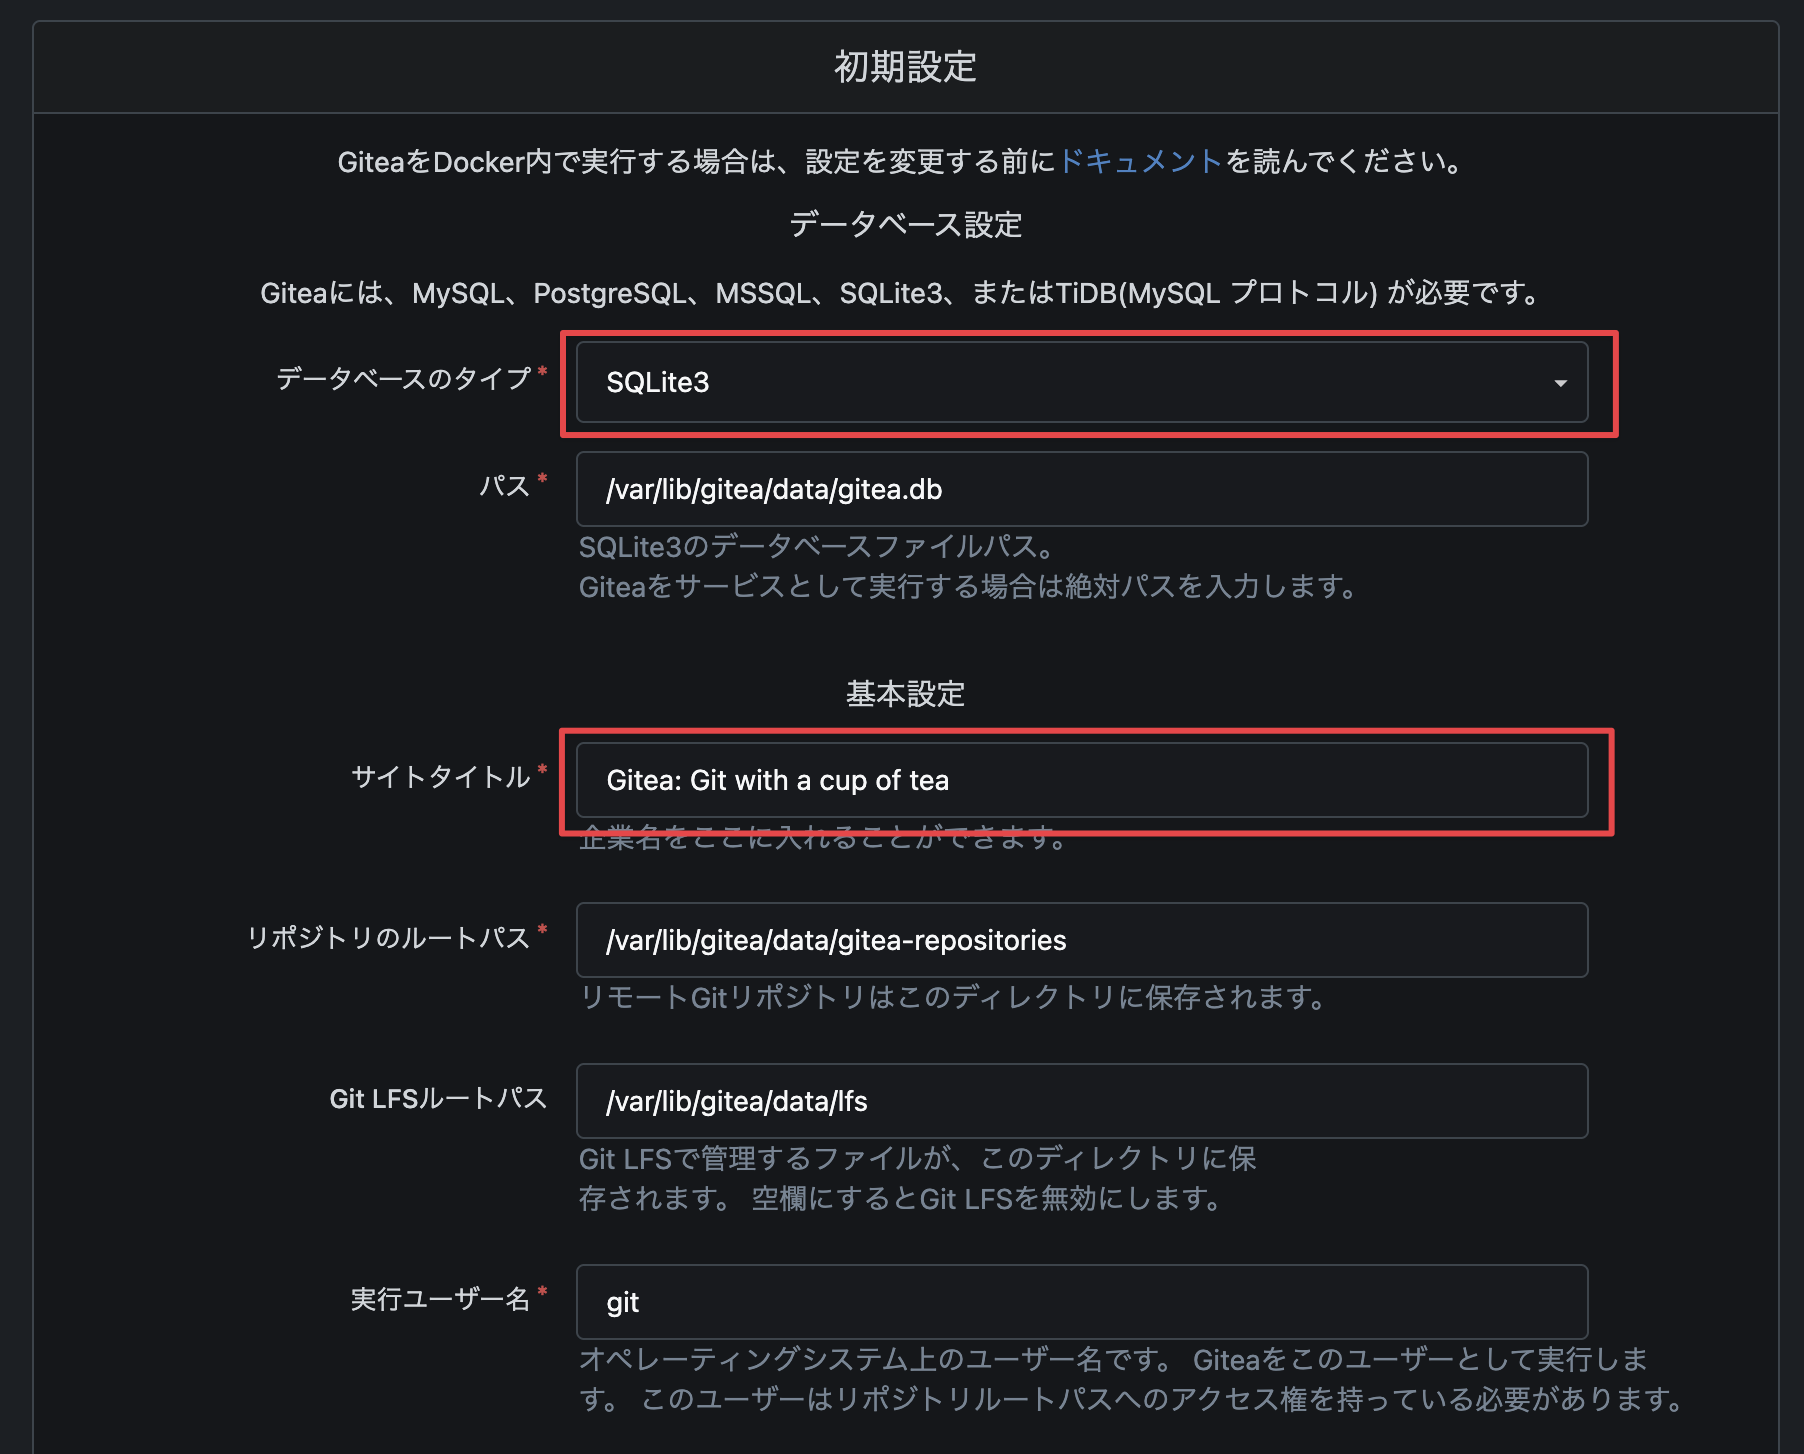 初期設定
GiteaをDocker内で実行する場合は、設定を変更する前にドキュメントを読んでください。
データベース設定
Giteaには、MySQL、PostgreSQL、MSSQL、SQLite3、またはTiDB(MySQL プロトコル) が必要です。
データベースのタイプ*
SQLite3
パス*
/var/lib/gitea/data/gitea.db
SQLite3のデータベースファイルパス。
Giteaをサービスとして実行する場合は絶対パスを入力します。
基本設定
サイトタイトル*
Gitea: Git with a cup of tea
企業名をここに入れることができます。
リポジトリのルートパス*
/var/lib/gitea/data/gitea-repositories
リモートGitリポジトリはこのディレクトリに保存されます。
Git LFSルートパス
/var/lib/gitea/data/lfs
Git LFSで管理するファイルが、このディレクトリに保
存されます。 空欄にするとGit LFSを無効にします。
実行ユーザー名*
git
オペレーティングシステム上のユーザー名です。 Giteaをこのユーザーとして実行しま
す。 このユーザーはリポジトリルートパスへのアクセス権を持っている必要があります。